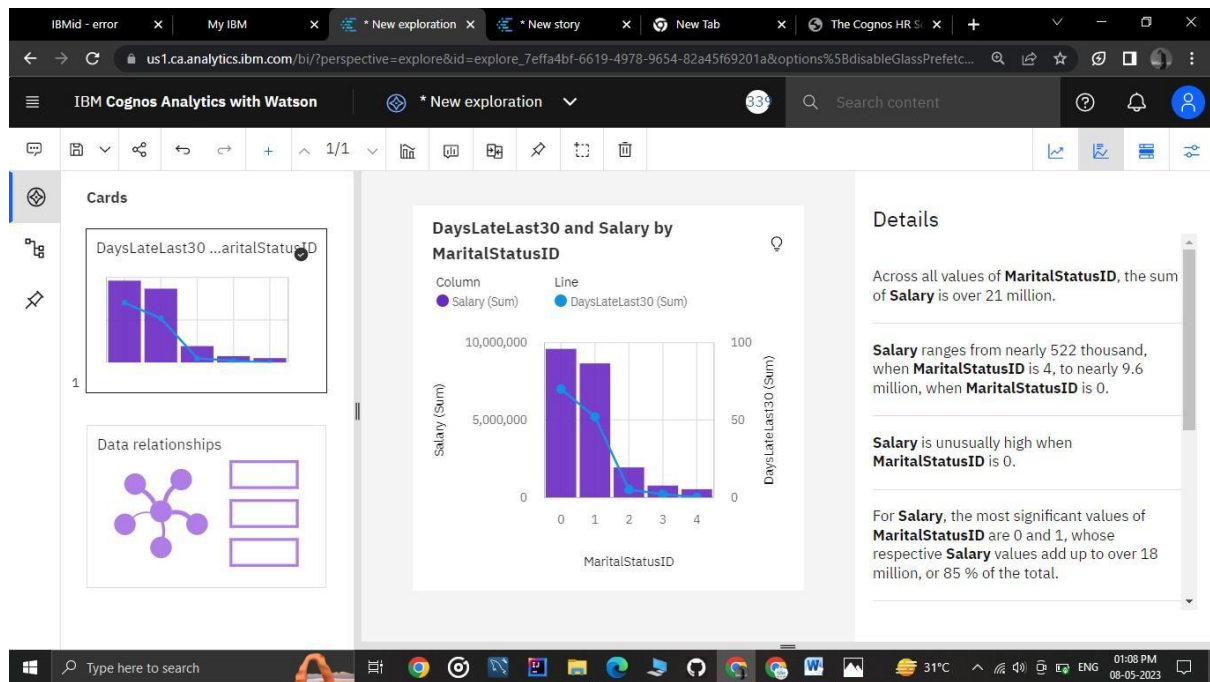 IBMid - error
My IBM
* New exploration
* New story
New Tab
The Cognos HR S
us1.ca.analytics.ibm.com/bi/?perspective=explore&id=explore_7effa4bf-6619-4978-9654-82a45f69201a&options%5BdisableGlassPrefetc...
IBM Cognos Analytics with Watson
* New exploration
339
Search content
1/1
Cards
DaysLateLast30 ...aritalStatusID
1
Data relationships
DaysLateLast30 and Salary by
MaritalStatusID
Column
Line
Salary (Sum)
DaysLateLast30 (Sum)
10,000,000
5,000,000
0
Salary (Sum)
100
50
0
DaysLateLast30 (Sum)
0 1 2 3 4
MaritalStatusID
Details
Across all values of MaritalStatusID, the sum
of Salary is over 21 million.
Salary ranges from nearly 522 thousand,
when MaritalStatusID is 4, to nearly 9.6
million, when MaritalStatusID is 0.
Salary is unusually high when
MaritalStatusID is 0.
For Salary, the most significant values of
MaritalStatusID are 0 and 1, whose
respective Salary values add up to over 18
million, or 85 % of the total.
Type here to search
31°C
ENG
01:08 PM
08-05-2023